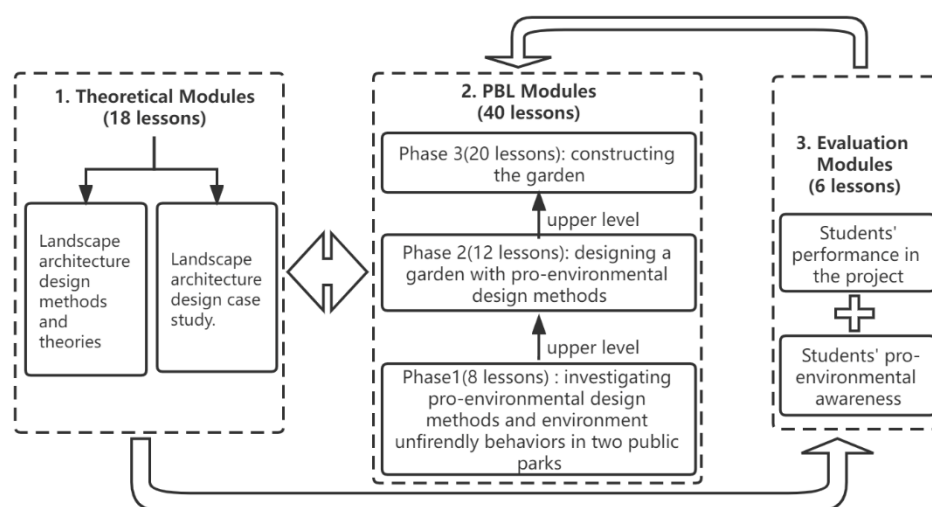 1. Theoretical Modules
(18 lessons)
Landscape
architecture
design
methods
and
theories
Landscape
architecture
design case
study.
2. PBL Modules
(40 lessons)
Phase 3(20 lessons): constructing
the garden
upper level
Phase 2(12 lessons): designing a
garden with pro-environmental
design methods
upper level
Phase1(8 lessons) : investigating
pro-environmental design
methods and environment
unfirendly behaviors in two public
parks
3. Evaluation
Modules
(6 lessons)
Students'
performance in
the project
Students' pro-
environmental
awareness